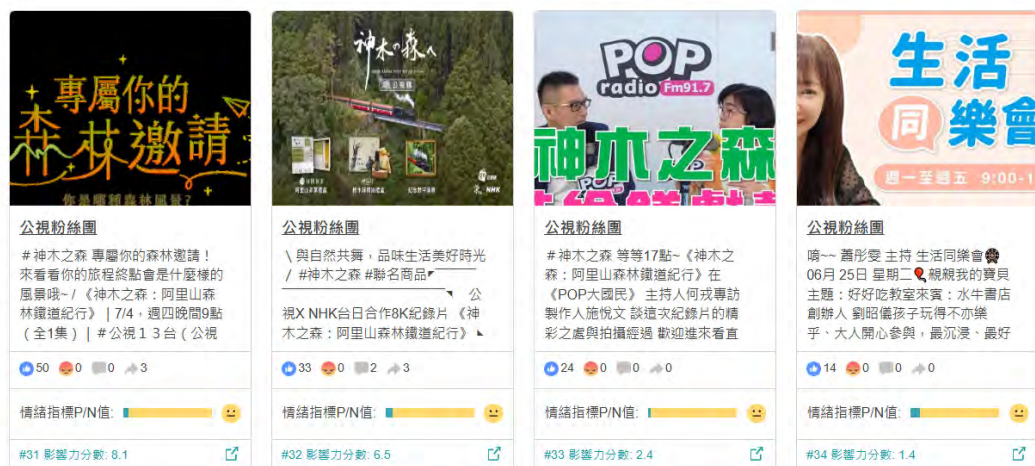 專屬你的
森林邀請
你是哪種森林風景?
公視粉絲團
#神木之森 專屬你的森林邀請!
來看看你的旅程終點會是什麼樣的
風景哦~ / 《神木之森:阿里山森
林鐵道紀行》 | 7/4,週四晚間9點
(全1集) | #公視13台(公視
50 0 0 3
情緒指標P/N值:
#31 影響力分數: 8.1
神木の森へ
NHK
公視粉絲團
\ 與自然共舞,品味生活美好時光
/ #神木之森 #聯名商品
公
視X NHK台日合作8K紀錄片 《神
木之森:阿里山森林鐵道紀行》
33 0 2 3
情緒指標P/N值:
#32 影響力分數: 6.5
POP
radio Fm91.7
神木之森
公視粉絲團
#神木之森 等等17點~《神木之
森:阿里山森林鐵道紀行》在
《POP大國民》 主持人何戎專訪
製作人施悅文 談這次紀錄片的精
彩之處與拍攝經過 歡迎進來看直
24 0 0 0
情緒指標P/N值:
#33 影響力分數: 2.4
生活
同樂會
週一至週五 9:00-1
公視粉絲團
嘀~~ 蕭彤雯 主持 生活同樂會
06月 25日 星期二 親親我的寶貝
主題:好好吃教室來賓:水牛書店
創辦人 劉昭儀孩子玩得不亦樂
乎、大人開心參與,最沉浸、最好
14 0 0 0
情緒指標P/N值:
#34 影響力分數: 1.4